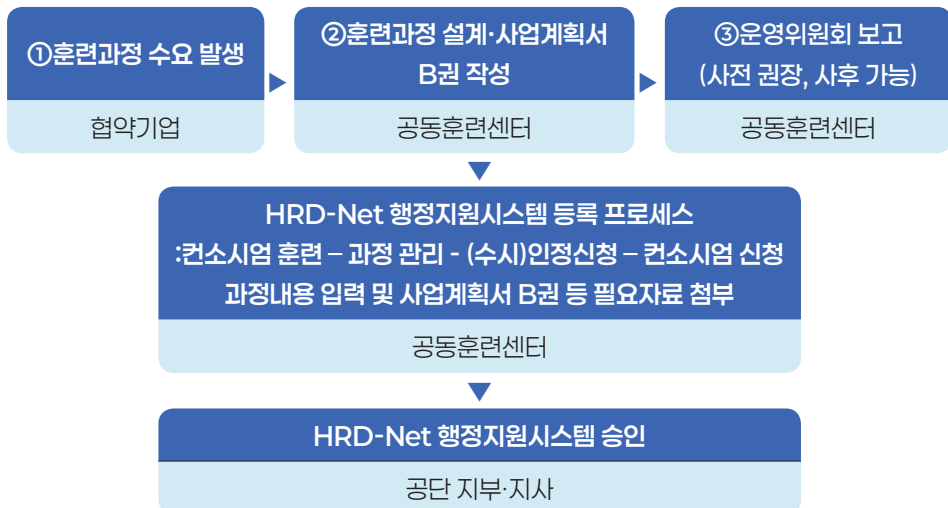 ①훈련과정 수요 발생
협약기업
②훈련과정 설계·사업계획서
B권 작성
공동훈련센터
③운영위원회 보고
(사전 권장, 사후 가능)
공동훈련센터
HRD-Net 행정지원시스템 등록 프로세스
:컨소시엄 훈련 – 과정 관리 - (수시)인정신청 – 컨소시엄 신청
과정내용 입력 및 사업계획서 B권 등 필요자료 첨부
공동훈련센터
HRD-Net 행정지원시스템 승인
공단 지부·지사